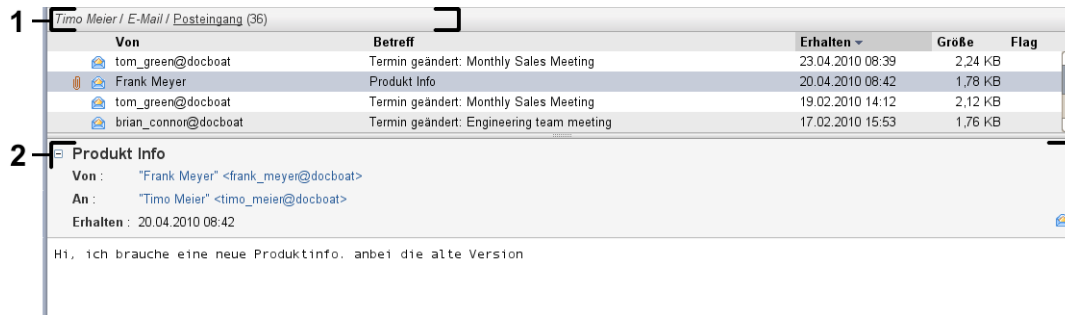 1
Timo Meier / E-Mail / Posteingang (36)
Von Betreff Erhalten Größe Flag
tom_green@docboat Termin geändert: Monthly Sales Meeting 23.04.2010 08:39 2,24 KB
Frank Meyer Produkt Info 20.04.2010 08:42 1,78 KB
tom_green@docboat Termin geändert: Monthly Sales Meeting 19.02.2010 14:12 2,12 KB
brian_connor@docboat Termin geändert: Engineering team meeting 17.02.2010 15:53 1,76 KB
2
Produkt Info
Von : "Frank Meyer" <frank_meyer@docboat>
An : "Timo Meier" <timo_meier@docboat>
Erhalten : 20.04.2010 08:42
Hi, ich brauche eine neue Produktinfo. anbei die alte Version